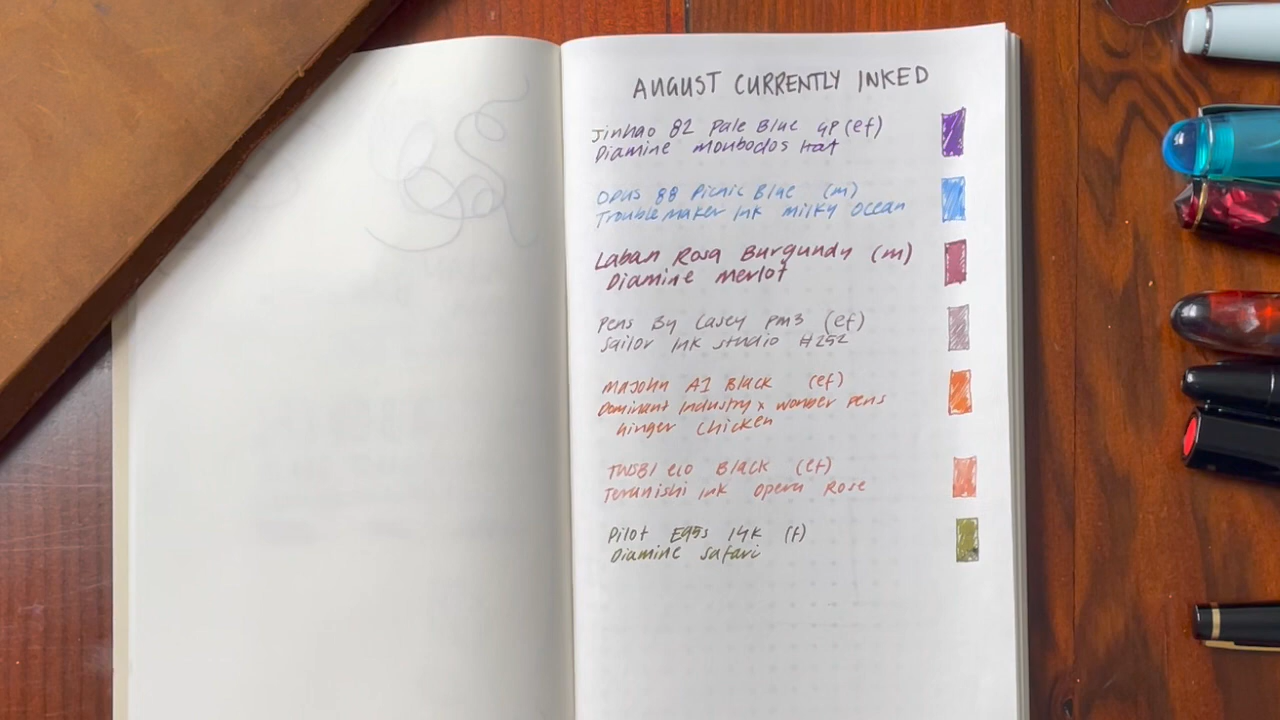 AUGUST CURRENTLY INKED
Jinhao 82 Pale Blue GP (ef)
Diamine Monbodos Hat
Opus 88 Picnic Blue (m)
Troublemaker Ink Milky Ocean
Laban Rosa Burgundy (m)
Diamine Merlot
Pens By Casey PM3 (ef)
Sailor Ink Studio #252
Majohn A1 Black (ef)
Dominant Industry x Wonder Pens
Ginger Chicken
TWSBI eco Black (ef)
Teranishi Ink Opera Rose
Pilot E95s 14K (f)
Diamine Safari